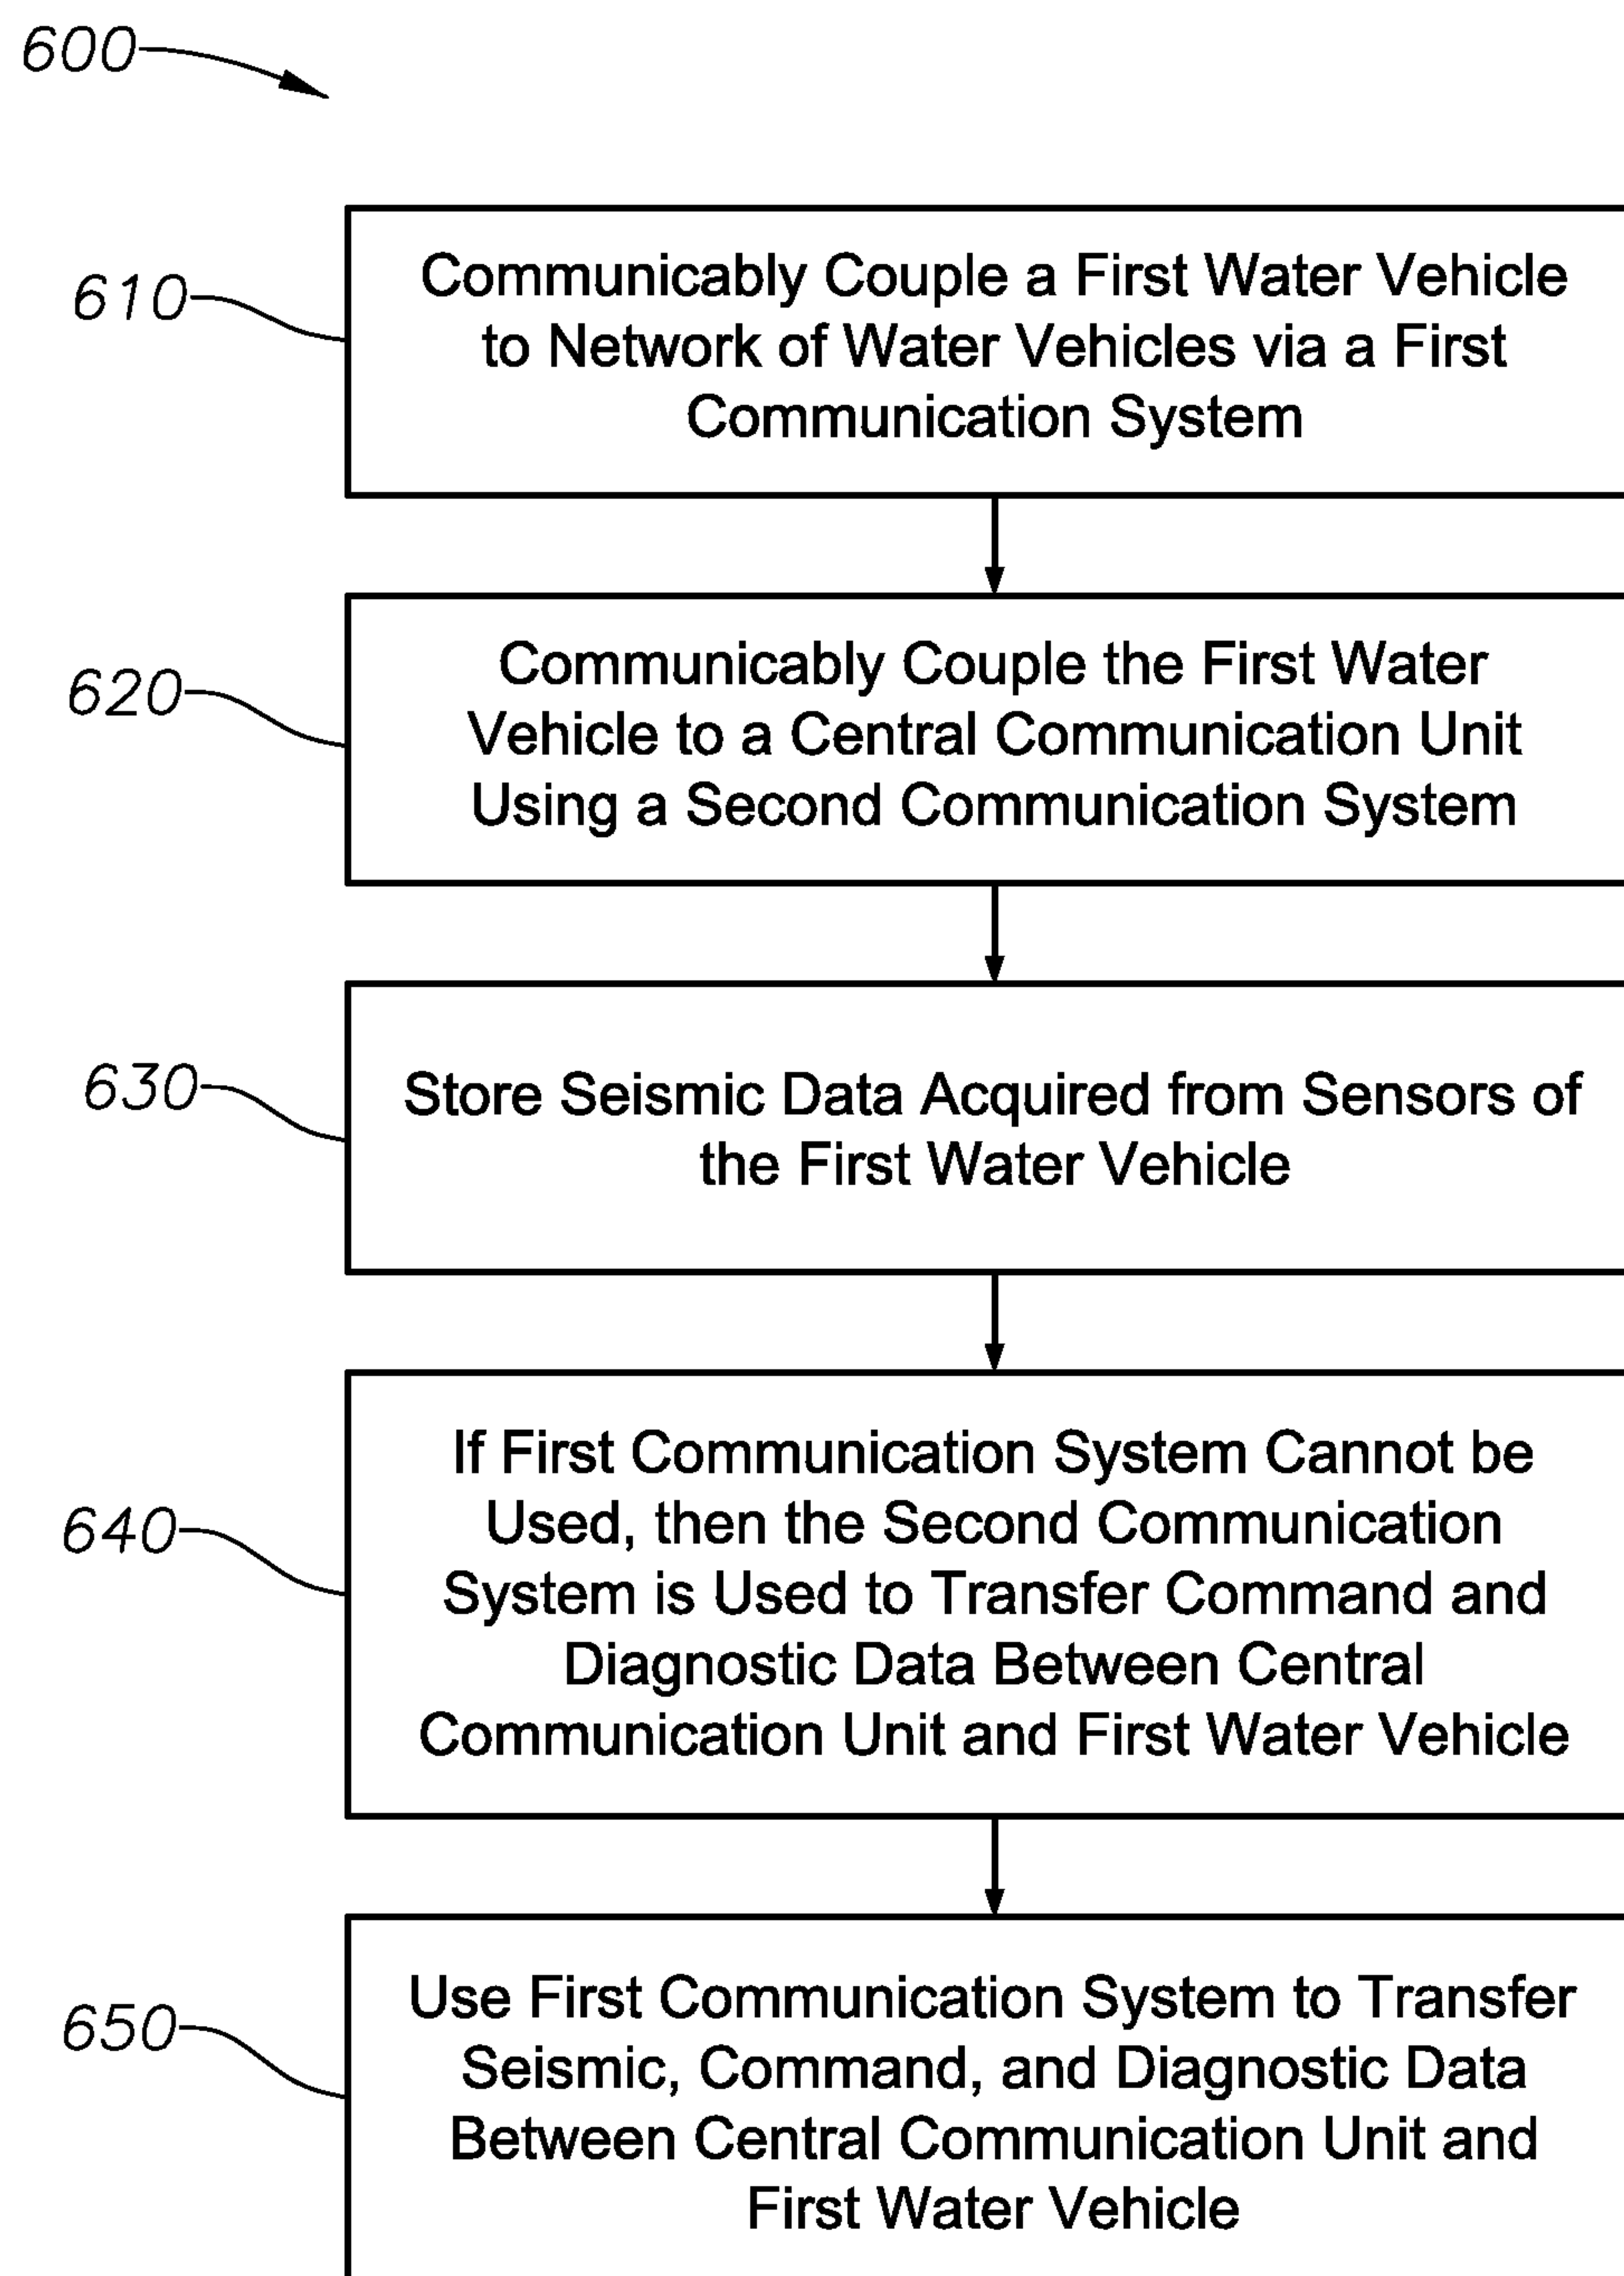 600
610
Communicably Couple a First Water Vehicle
to Network of Water Vehicles via a First
Communication System
620
Communicably Couple the First Water
Vehicle to a Central Communication Unit
Using a Second Communication System
630
Store Seismic Data Acquired from Sensors of
the First Water Vehicle
640
If First Communication System Cannot be
Used, then the Second Communication
System is Used to Transfer Command and
Diagnostic Data Between Central
Communication Unit and First Water Vehicle
650
Use First Communication System to Transfer
Seismic, Command, and Diagnostic Data
Between Central Communication Unit and
First Water Vehicle